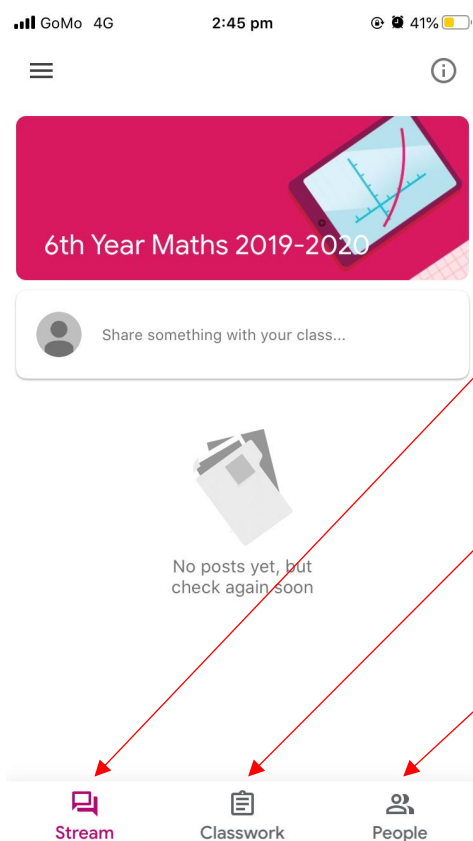 GoMo 4G 2:45 pm 41%
6th Year Maths 2019-2020
Share something with your class...
No posts yet, but
check again soon
Stream Classwork People